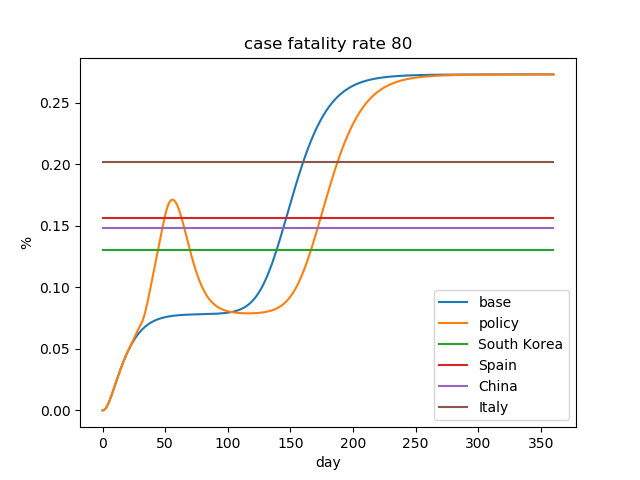 case fatality rate 80
%
0.25
0.20
0.15
0.10
0.05
0.00
0 50 100 150 200 250 300 350
day
base
policy
South Korea
Spain
China
Italy